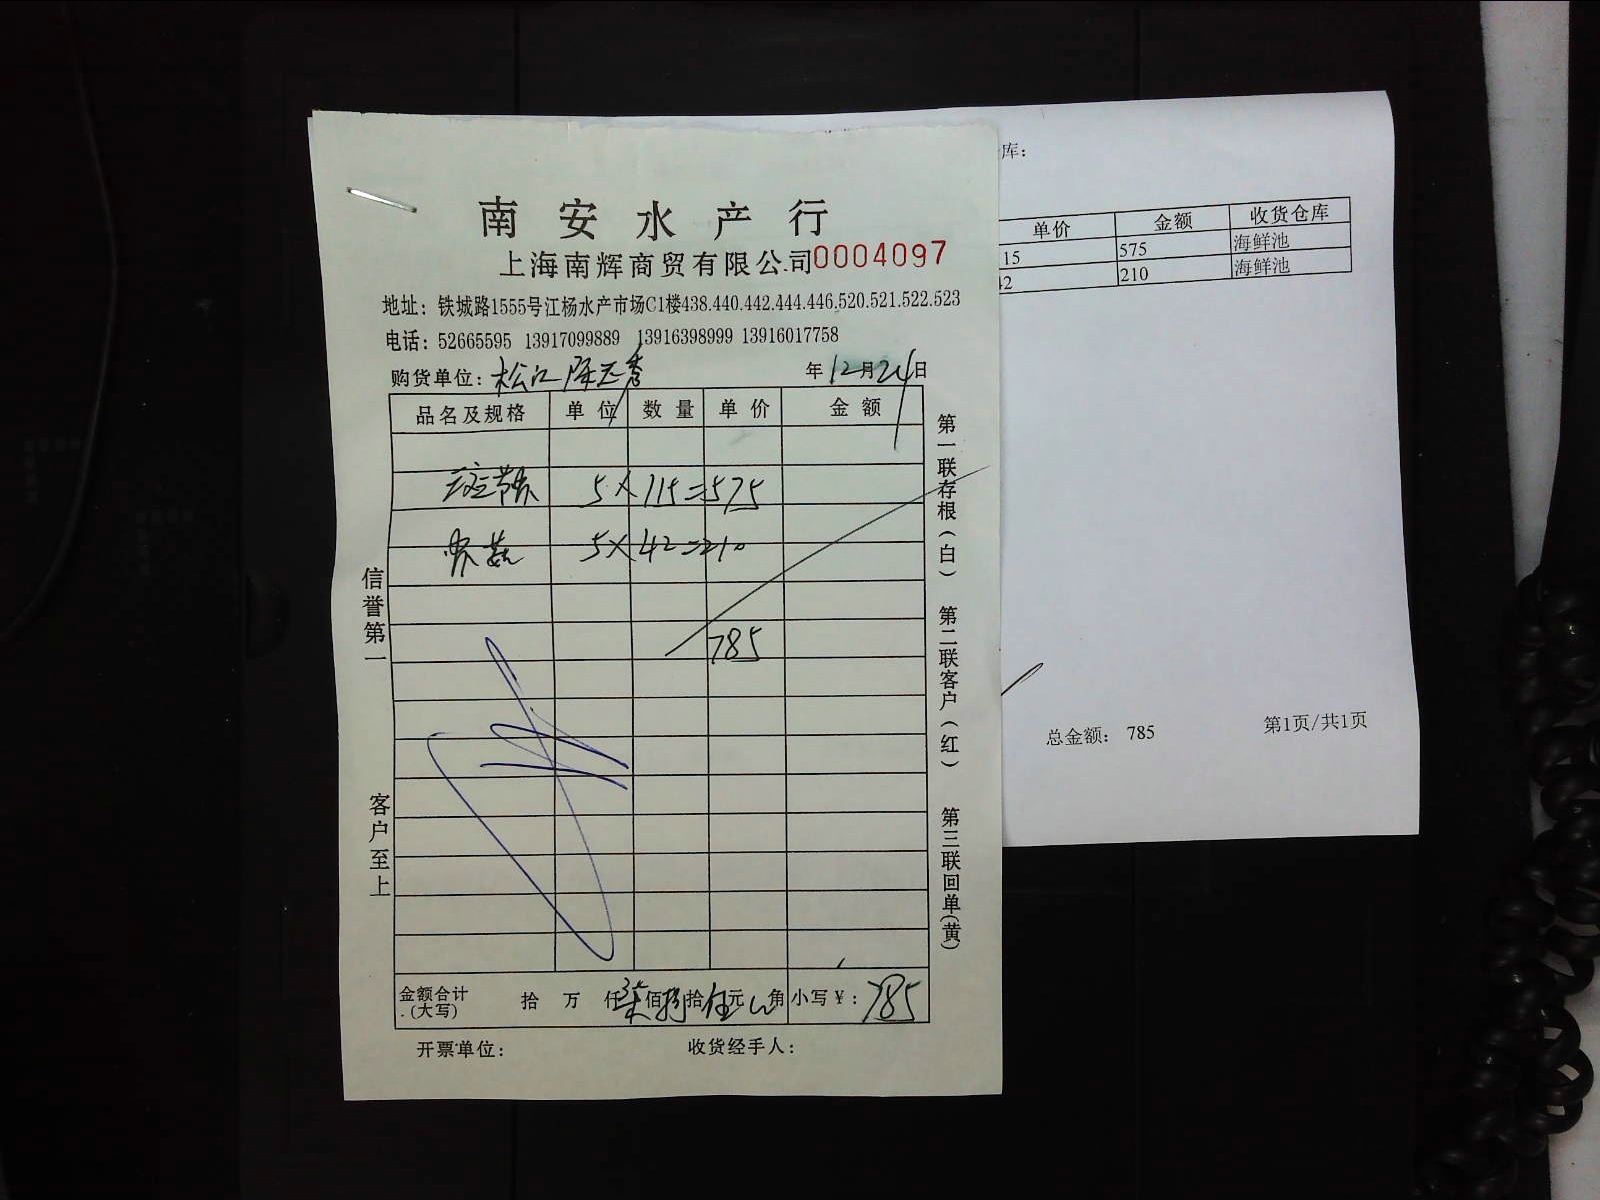 南安水产行
上海南辉商贸有限公司0004097
地址：铁城路1555号江杨水产市场C1楼438.440.442.444.446.520.521.522.523
电话：52665595 13917099889 13916398999 13916017758
购货单位：松江 年12月24日
品名及规格 单位 数量 单价 金额
5×115=575
5×42=210
785
金额合计(大写) 拾 万 仟柒佰捌拾伍元 角 小写¥：785
开票单位： 收货经手人：
信誉第一
客户至上
第一联存根(白)
第二联客户(红)
第三联回单(黄)
库：
单价 金额 收货仓库
15 575 海鲜池
42 210 海鲜池
总金额：785 第1页/共1页